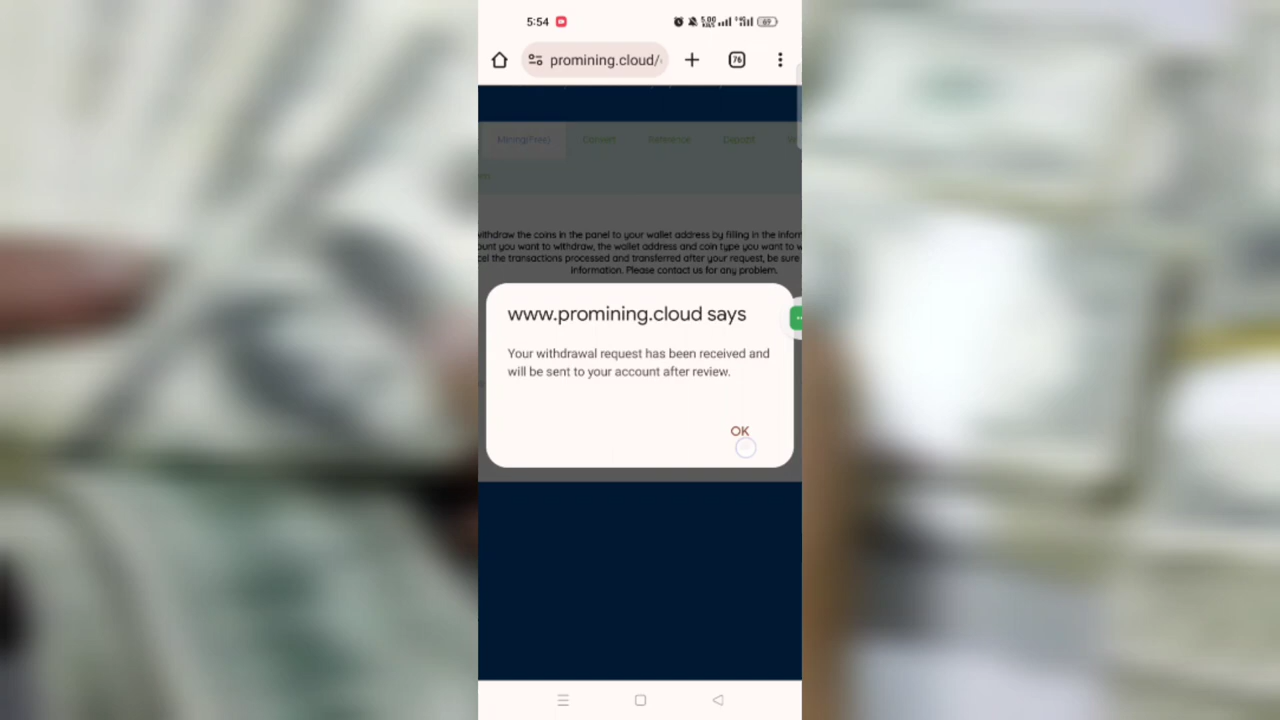 5:54
promining.cloud/
76
Mining(Free) Convert Reference Deposit
withdraw the coins in the panel to your wallet address by filling in the inform
ount you want to withdraw, the wallet address and coin type you want to w
cel the transactions processed and transferred after your request, be sure
information. Please contact us for any problem.
www.promining.cloud says
Your withdrawal request has been received and
will be sent to your account after review.
OK